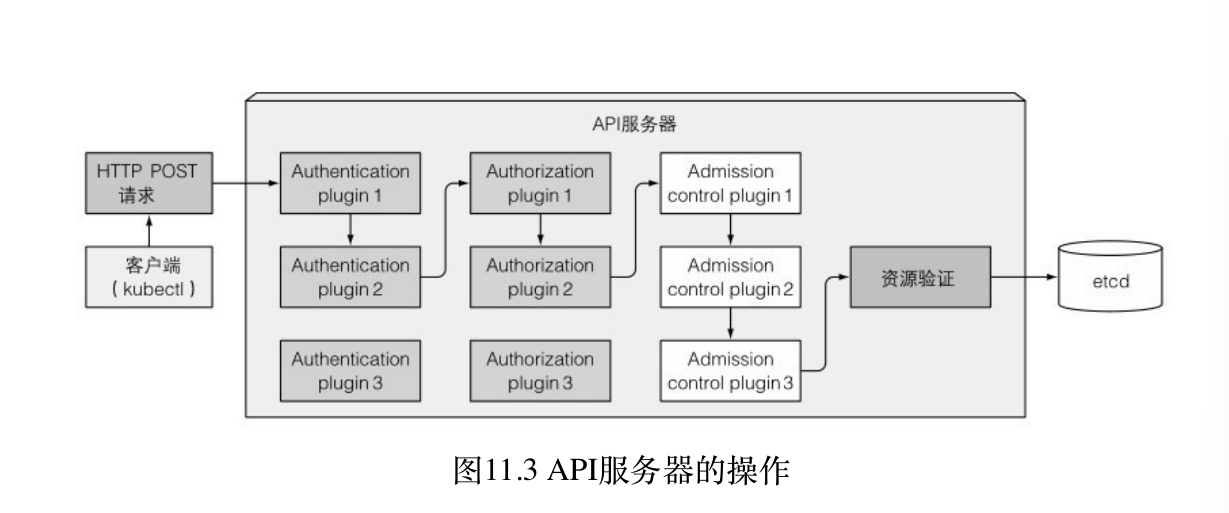 API服务器
HTTP POST
请求
客户端
（kubectl）
Authentication
plugin 1
Authentication
plugin 2
Authentication
plugin 3
Authorization
plugin 1
Authorization
plugin 2
Authorization
plugin 3
Admission
control plugin 1
Admission
control plugin 2
Admission
control plugin 3
资源验证
etcd
图11.3 API服务器的操作